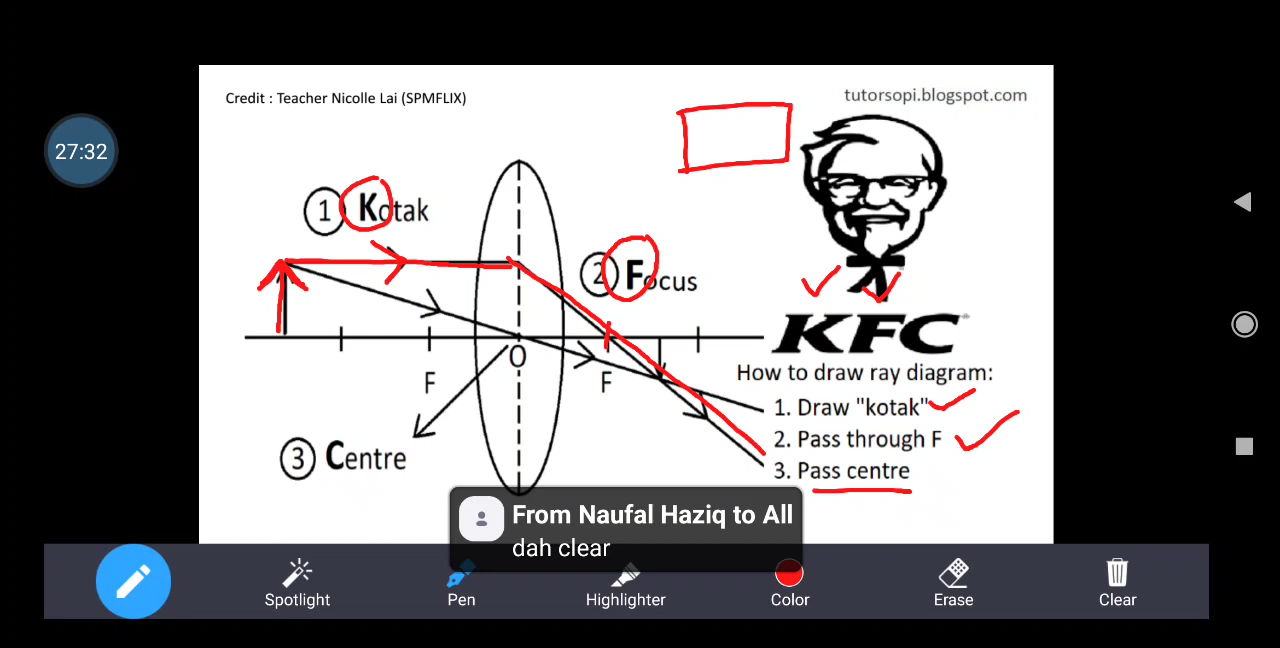 Credit : Teacher Nicolle Lai (SPMFLIX)
tutorsopi.blogspot.com
27:32
1 Kotak
2 Focus
O
F
F
3 Centre
KFC
How to draw ray diagram:
1. Draw "kotak"
2. Pass through F
3. Pass centre
From Naufal Haziq to All
dah clear
Spotlight
Pen
Highlighter
Color
Erase
Clear